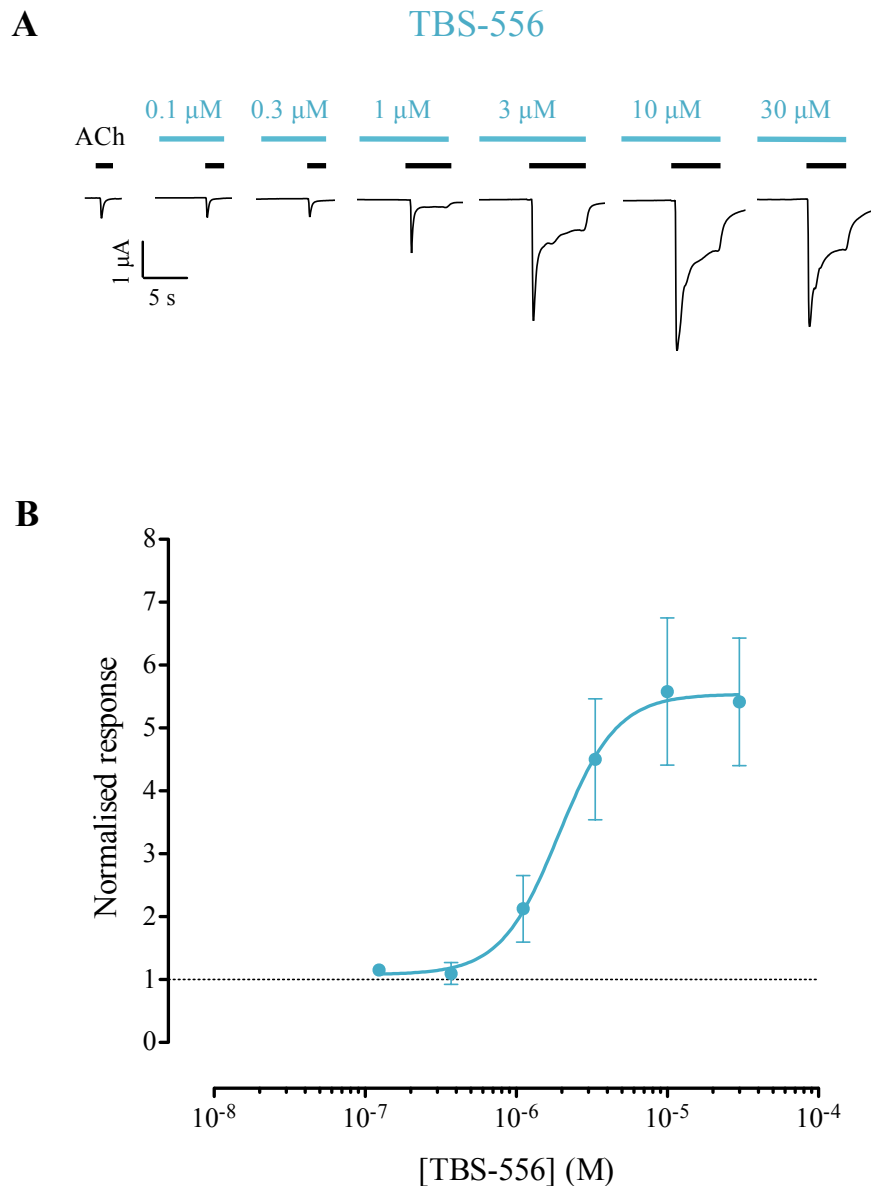 A
TBS-556
0.1 μM 0.3 μM 1 μM 3 μM 10 μM 30 μM
ACh
1 μA
5 s
B
8
7
6
5
4
3
2
1
0
Normalised response
10⁻⁸ 10⁻⁷ 10⁻⁶ 10⁻⁵ 10⁻⁴
[TBS-556] (M)